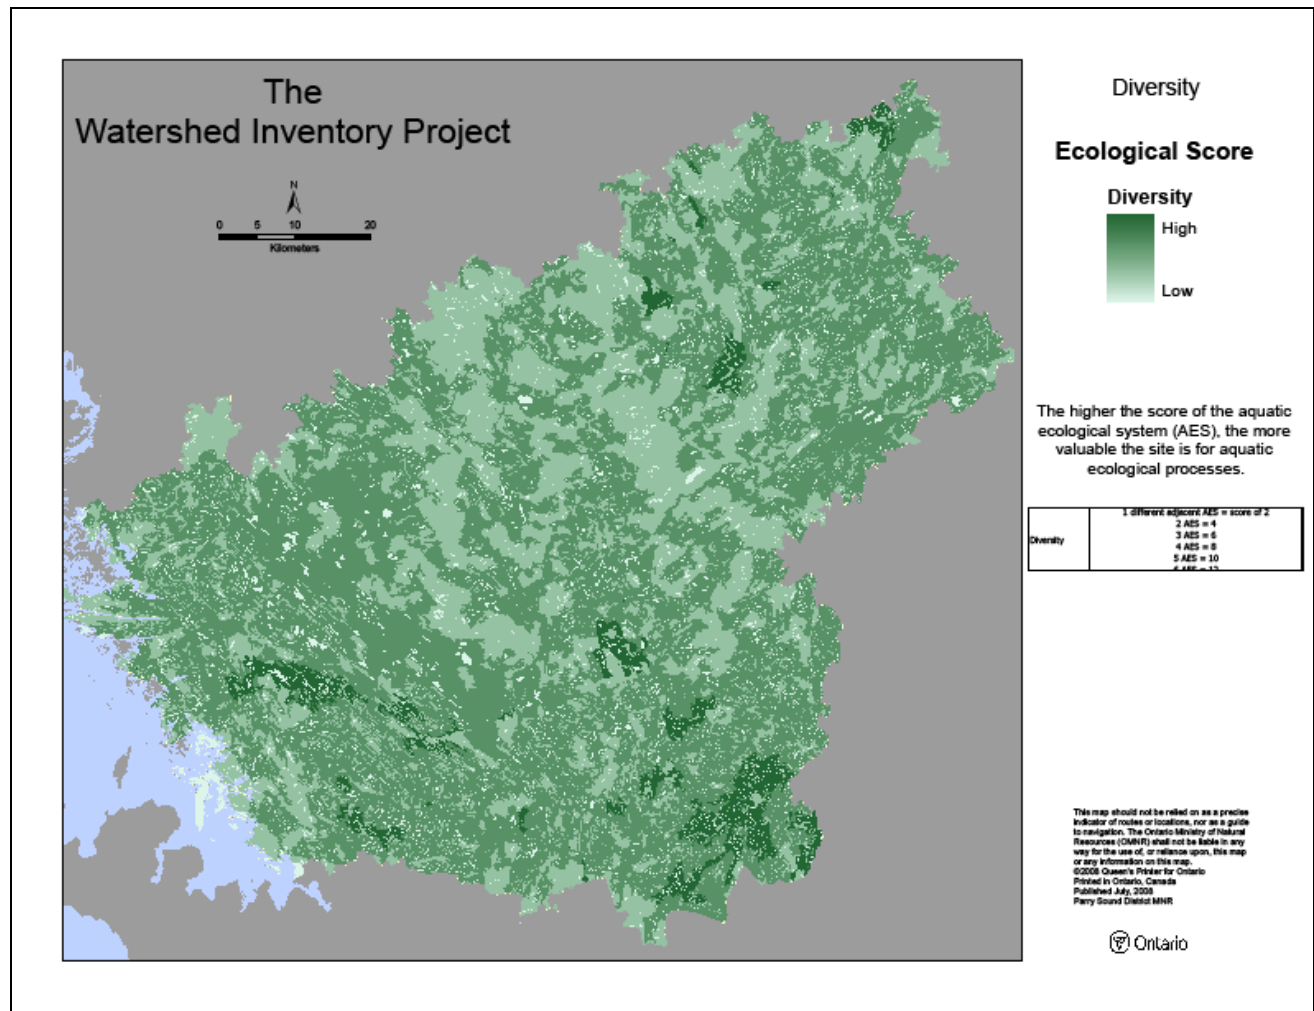 The
Watershed Inventory Project
N
0 5 10 20
Kilometers
Diversity
Ecological Score
Diversity
High
Low
The higher the score of the aquatic
ecological system (AES), the more
valuable the site is for aquatic
ecological processes.
1 different adjacent AES = score of 2
2 AES = 4
Diversity
3 AES = 6
4 AES = 8
5 AES = 10
6 AES = 12
This map should not be relied on as a precise
indicator of routes or locations, nor as a guide
to navigation. The Ontario Ministry of Natural
Resources (OMNR) shall not be liable in any
way for the use of, or reliance upon, this map
or any information on this map.
©2008 Queen's Printer for Ontario
Printed in Ontario, Canada
Published July, 2008
Parry Sound District MNR
Ontario